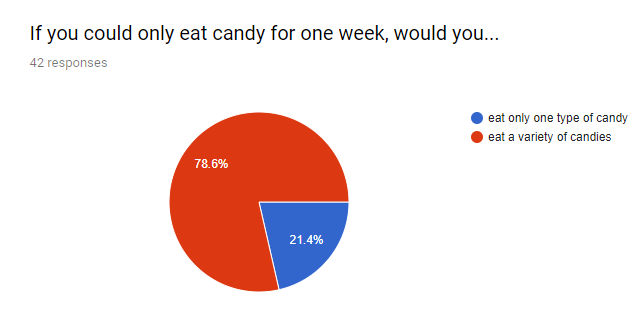 If you could only eat candy for one week, would you...
42 responses
eat only one type of candy
eat a variety of candies
78.6%
21.4%